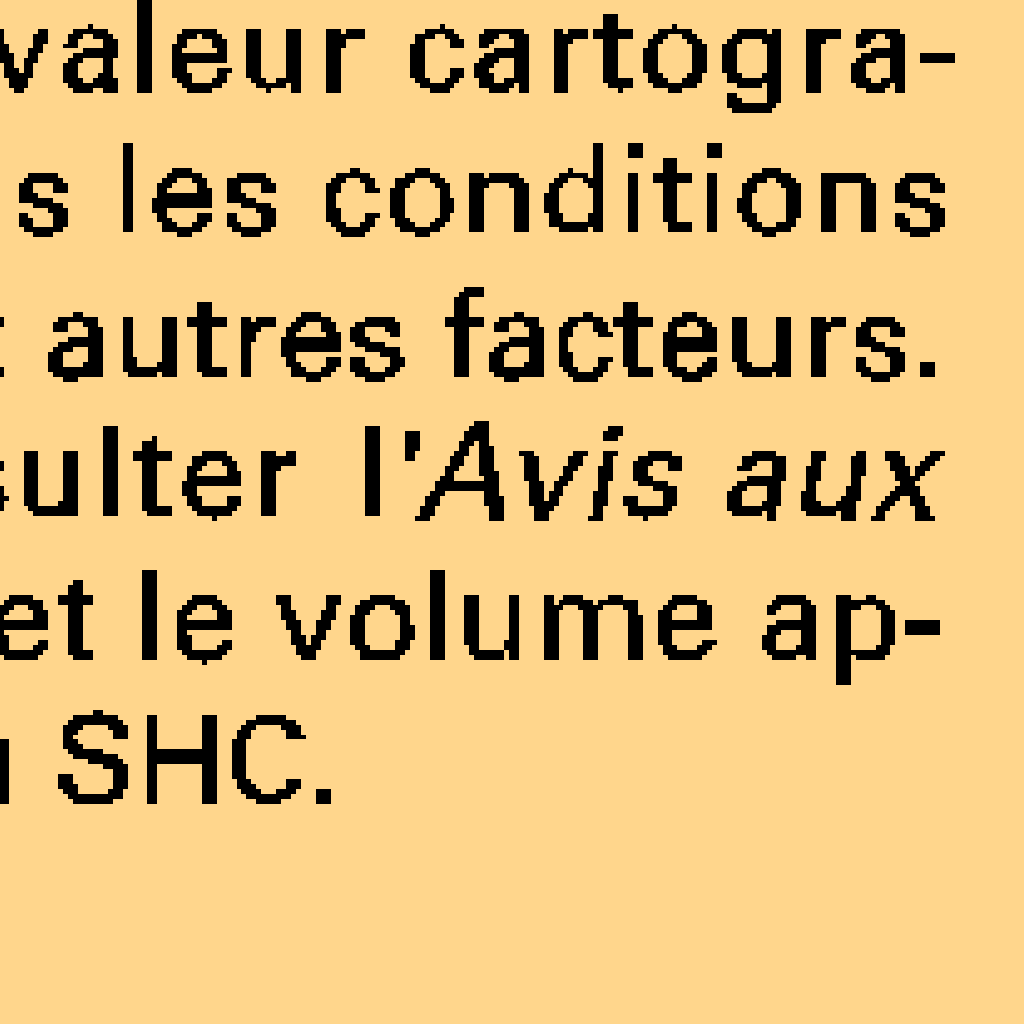 valeur cartogra-
s les conditions
autres facteurs.
sulter l'Avis aux
et le volume ap-
SHC.